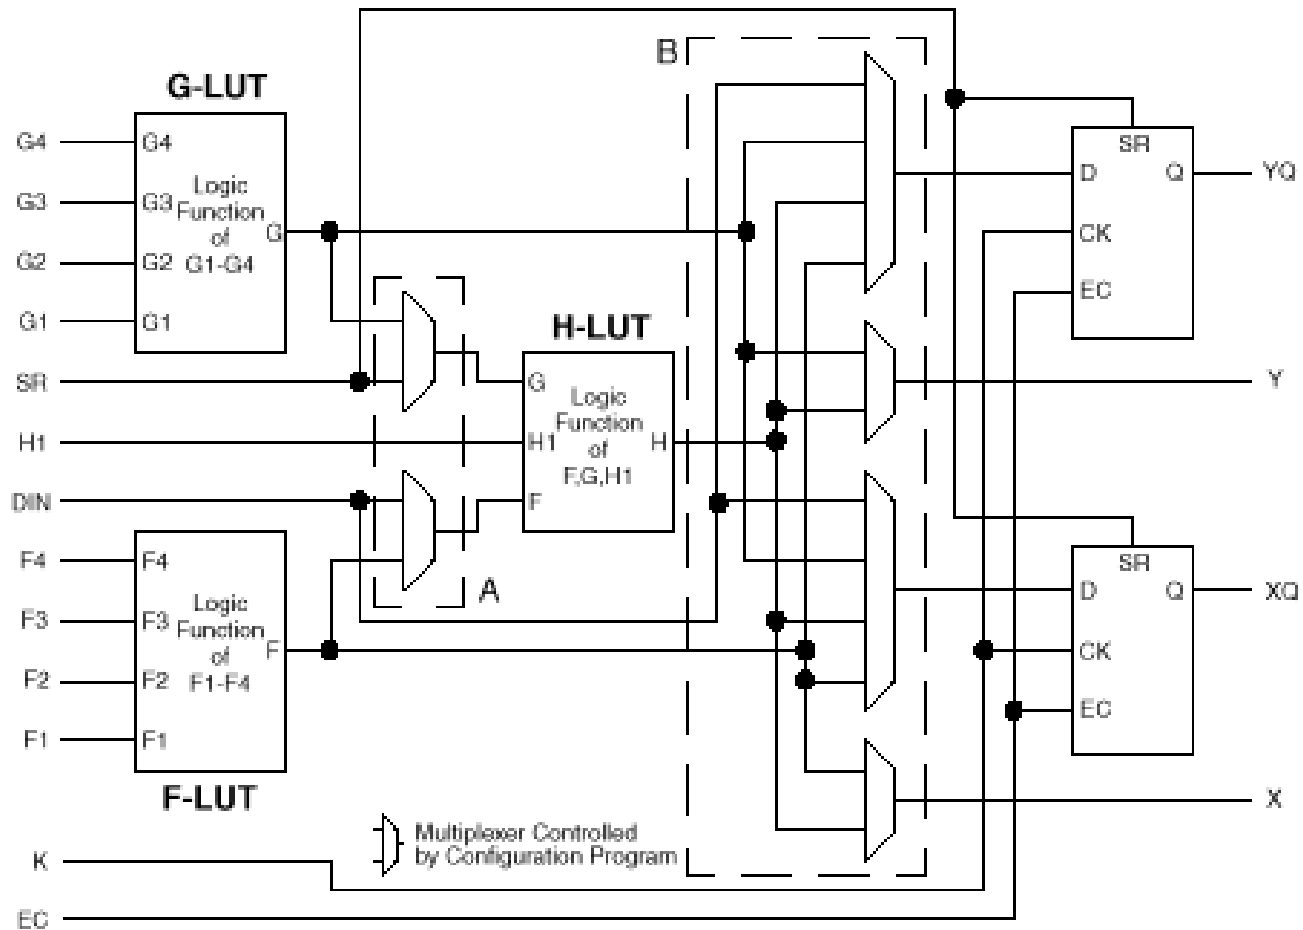 B
G-LUT
G4
G3
G2
G1
G4
G3
G2
G1
Logic
Function
of
G1-G4
G
SR
H1
DIN
H-LUT
G
H1
F
Logic
Function
of
F,G,H1
H
A
F4
F3
F2
F1
F4
F3
F2
F1
Logic
Function
of
F1-F4
F
F-LUT
K
EC
Multiplexer Controlled
by Configuration Program
SR
D
CK
EC
Q
YQ
Y
SR
D
CK
EC
Q
XQ
X